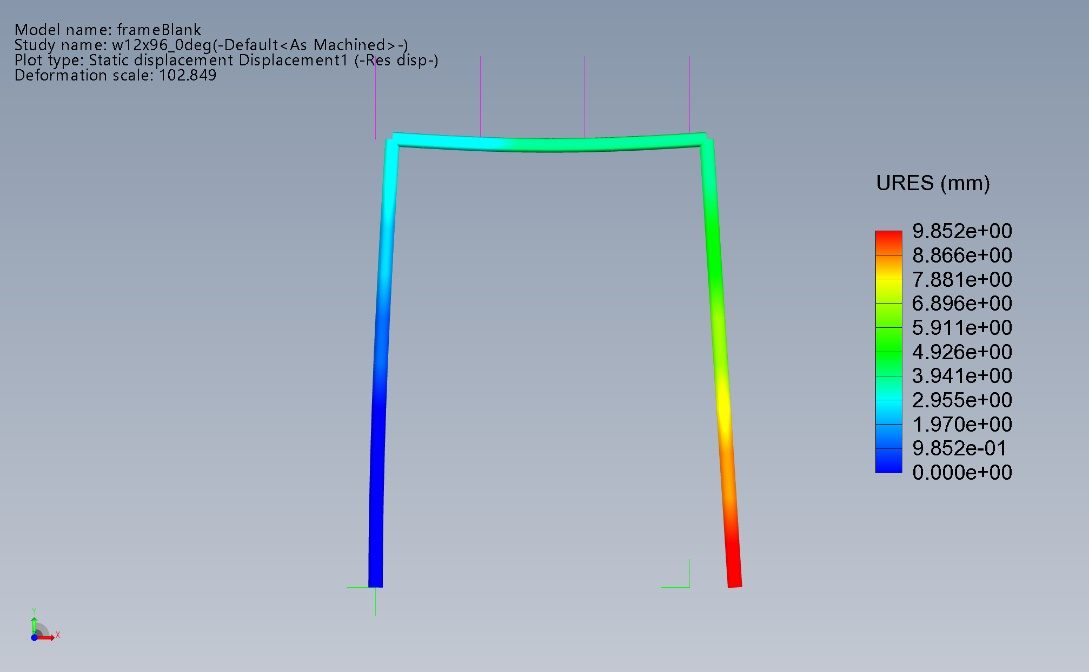 Model name: frameBlank
Study name: w12x96_0deg(-Default<As Machined>-)
Plot type: Static displacement Displacement1 (-Res disp-)
Deformation scale: 102.849
URES (mm)
9.852e+00
8.866e+00
7.881e+00
6.896e+00
5.911e+00
4.926e+00
3.941e+00
2.955e+00
1.970e+00
9.852e-01
0.000e+00
Y
X